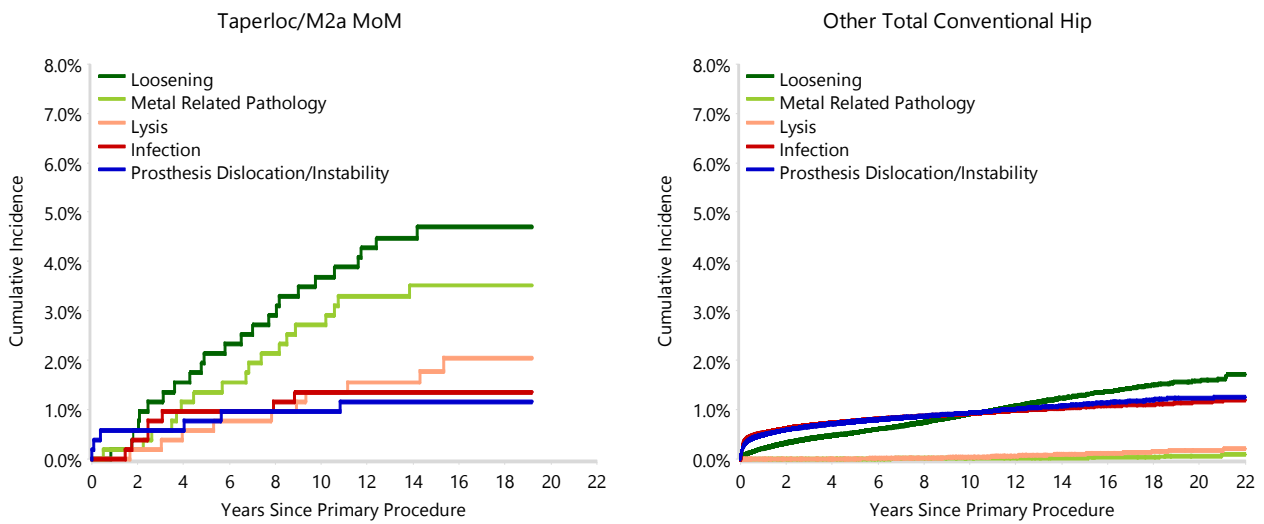 Taperloc/M2a MoM
8.0%
7.0%
6.0%
5.0%
4.0%
3.0%
2.0%
1.0%
0.0%
Cumulative Incidence
Loosening
Metal Related Pathology
Lysis
Infection
Prosthesis Dislocation/Instability
0 2 4 6 8 10 12 14 16 18 20 22
Years Since Primary Procedure
Other Total Conventional Hip
8.0%
7.0%
6.0%
5.0%
4.0%
3.0%
2.0%
1.0%
0.0%
Cumulative Incidence
Loosening
Metal Related Pathology
Lysis
Infection
Prosthesis Dislocation/Instability
0 2 4 6 8 10 12 14 16 18 20 22
Years Since Primary Procedure